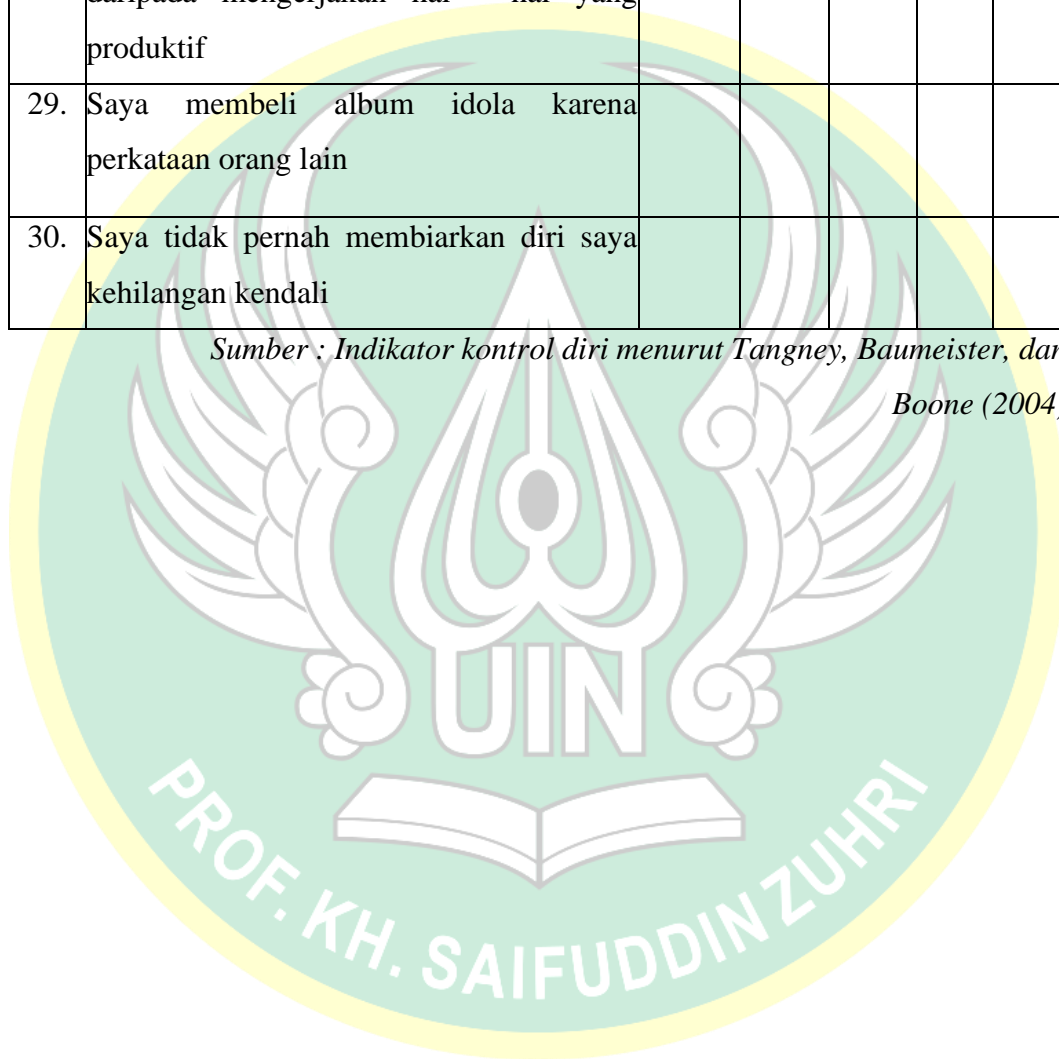 daripada mengerjakan hal – hal yang
produktif
29. Saya membeli album idola karena
perkataan orang lain
30. Saya tidak pernah membiarkan diri saya
kehilangan kendali
Sumber : Indikator kontrol diri menurut Tangney, Baumeister, dan
Boone (2004)
UIN
PROF. KH. SAIFUDDIN ZUHRI